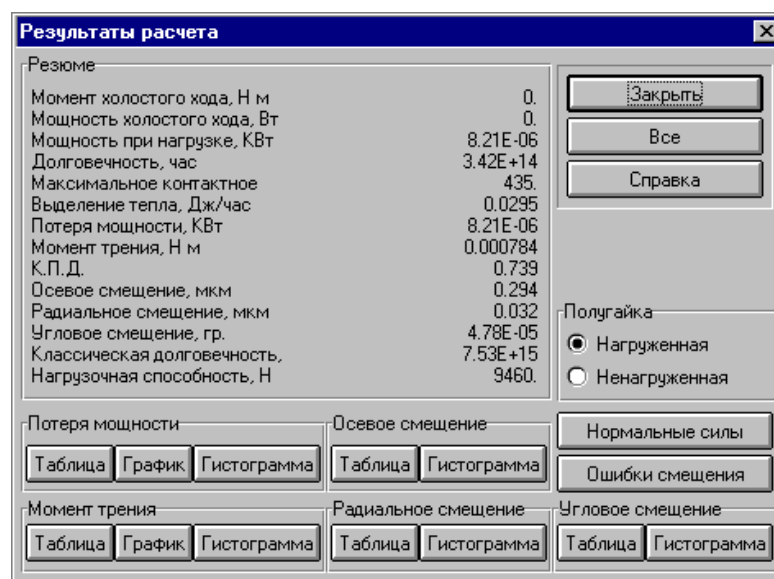 Результаты расчета
Резюме
Момент холостого хода, Н м 0.
Мощность холостого хода, Вт 0.
Мощность при нагрузке, КВт 8.21E-06
Долговечность, час 3.42E+14
Максимальное контактное 435.
Выделение тепла, Дж/час 0.0295
Потеря мощности, КВт 8.21E-06
Момент трения, Н м 0.000784
К.П.Д. 0.739
Осевое смещение, мкм 0.294
Радиальное смещение, мкм 0.032
Угловое смещение, гр. 4.78E-05
Классическая долговечность, 7.53E+15
Нагрузочная способность, Н 9460.
Закрыть
Все
Справка
Полугайка
Нагруженная
Ненагруженная
Потеря мощности
Таблица График Гистограмма
Осевое смещение
Таблица Гистограмма
Нормальные силы
Ошибки смещения
Момент трения
Таблица График Гистограмма
Радиальное смещение
Таблица Гистограмма
Угловое смещение
Таблица Гистограмма